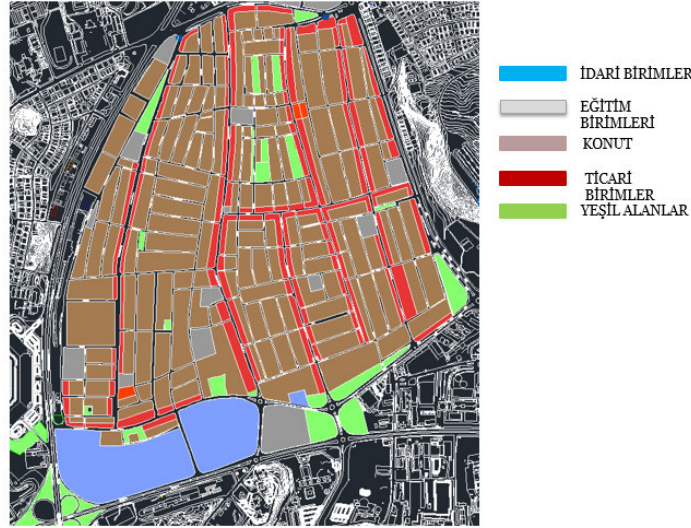 İDARİ BİRİMLER
EĞİTİM
BİRİMLERİ
KONUT
TİCARİ
BİRİMLER
YEŞİL ALANLAR